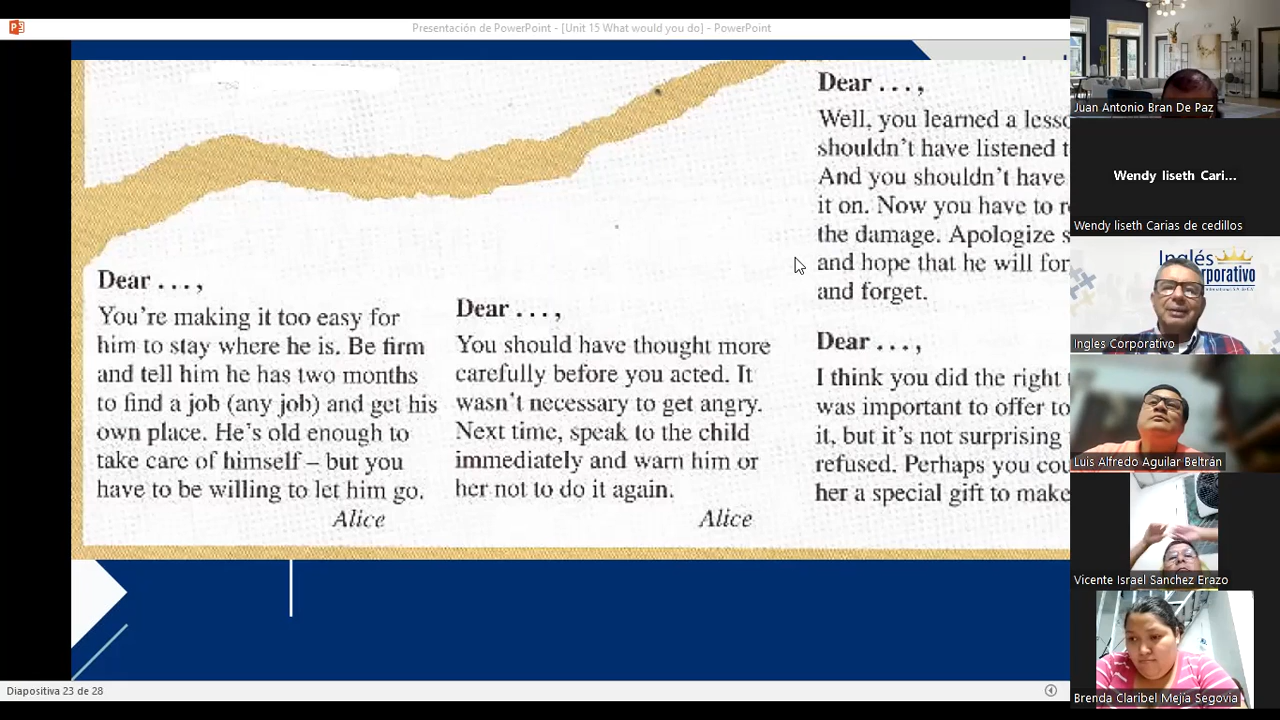 Presentación de PowerPoint - [Unit 15 What would you do] - PowerPoint
Dear . . . ,
You're making it too easy for
him to stay where he is. Be firm
and tell him he has two months
to find a job (any job) and get his
own place. He's old enough to
take care of himself – but you
have to be willing to let him go.
Alice
Dear . . . ,
You should have thought more
carefully before you acted. It
wasn't necessary to get angry.
Next time, speak to the child
immediately and warn him or
her not to do it again.
Alice
Dear . . . ,
Well, you learned a
shouldn't have listened
And you shouldn't have
it on. Now you have to
the damage. Apologize
and hope that he will
and forget.
Dear . . . ,
I think you did the right
was important to offer to
it, but it's not surprising
refused. Perhaps you
her a special gift to make
Diapositiva 23 de 28
Juan Antonio Bran De Paz
Wendy liseth Cari...
Wendy liseth Carias de cedillos
Inglés
Corporativo
Ingles Corporativo
Luis Alfredo Aguilar Beltrán
Vicente Israel Sanchez Erazo
Brenda Claribel Mejía Segovia